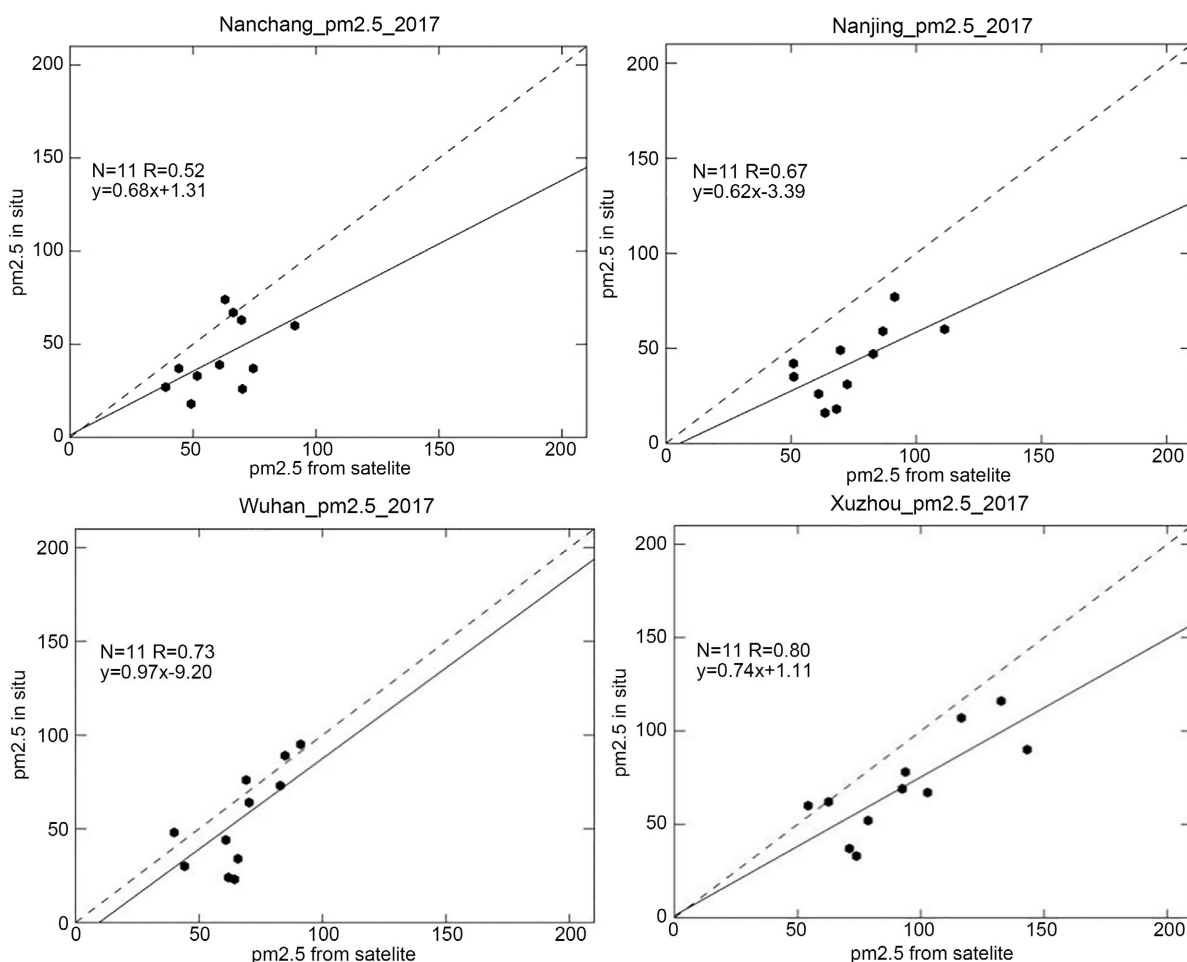 Nanchang_pm2.5_2017
200
150
100
50
0
pm2.5 in situ
N=11 R=0.52
y=0.68x+1.31
0 50 100 150 200
pm2.5 from satelite
Nanjing_pm2.5_2017
200
150
100
50
0
pm2.5 in situ
N=11 R=0.67
y=0.62x-3.39
0 50 100 150 200
pm2.5 from satelite
Wuhan_pm2.5_2017
200
150
100
50
0
pm2.5 in situ
N=11 R=0.73
y=0.97x-9.20
0 50 100 150 200
pm2.5 from satelite
Xuzhou_pm2.5_2017
200
150
100
50
0
pm2.5 in situ
N=11 R=0.80
y=0.74x+1.11
0 50 100 150 200
pm2.5 from satelite